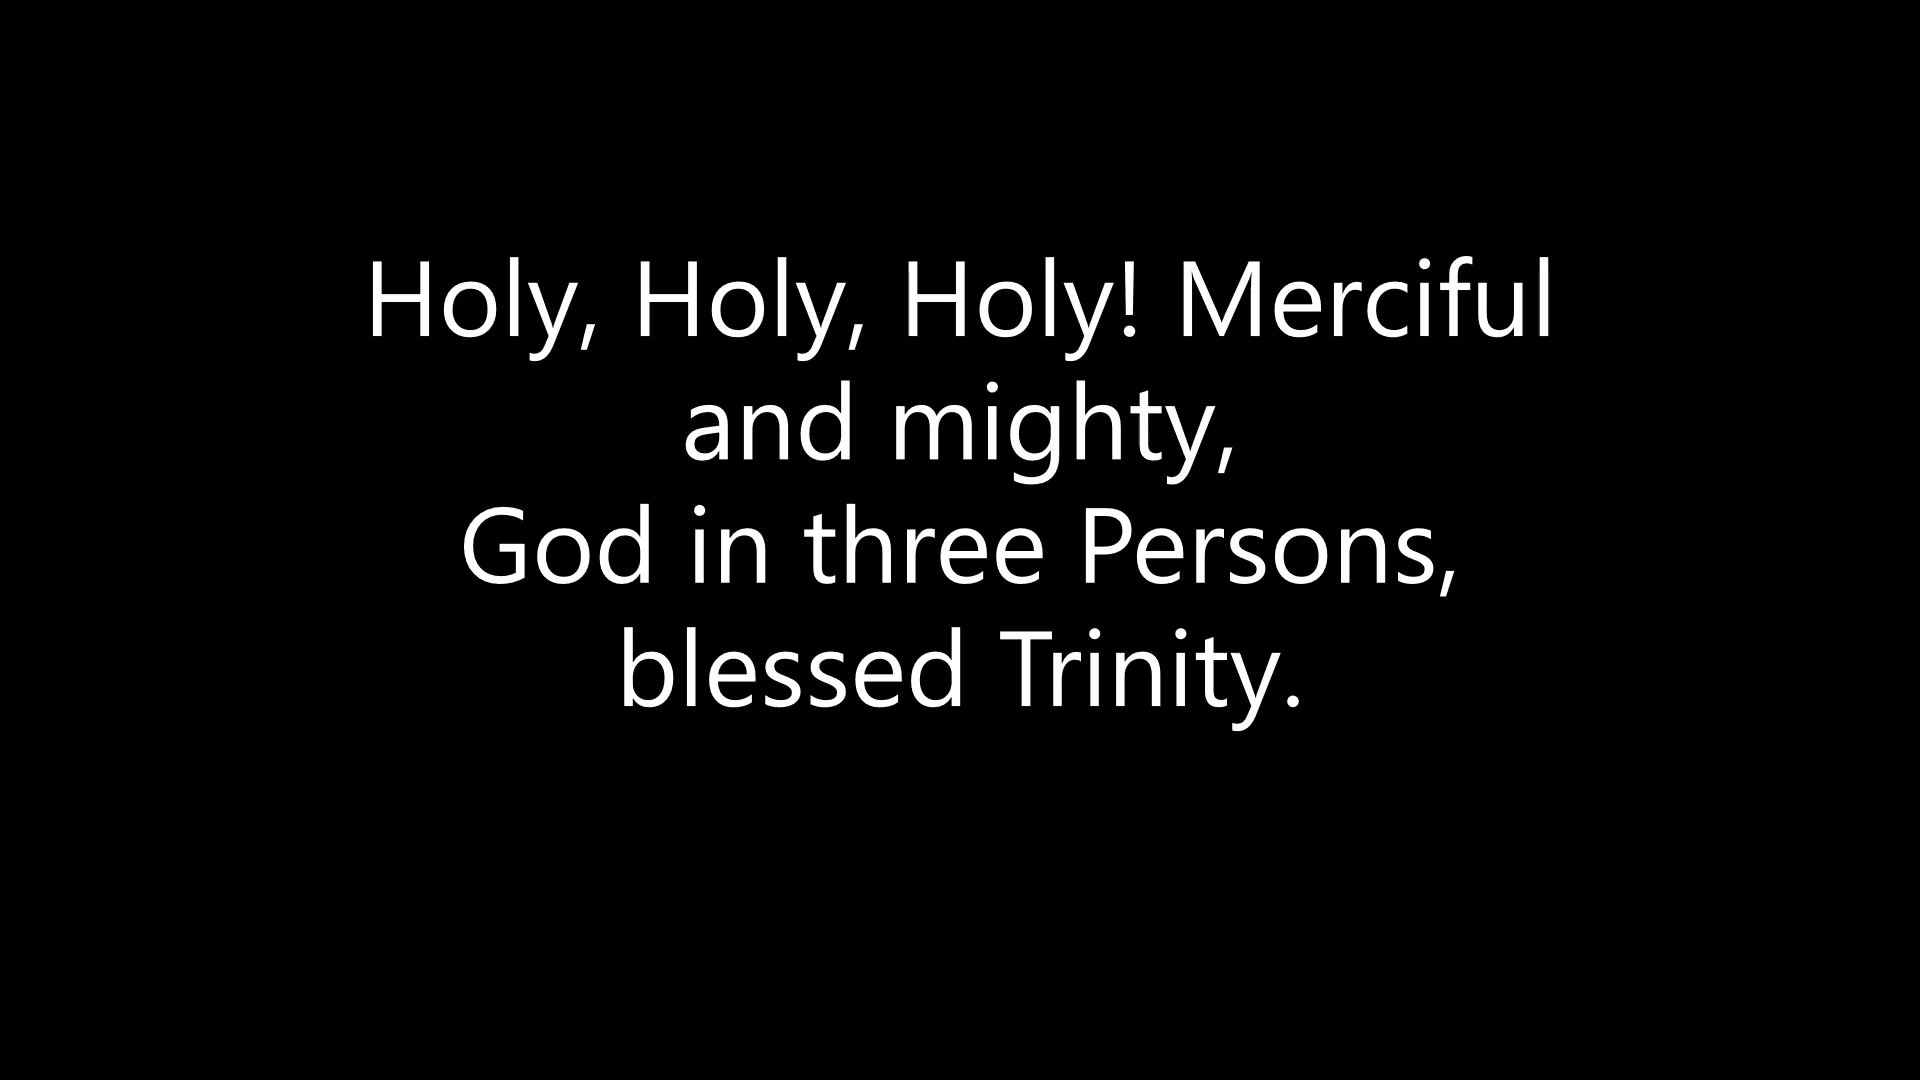 Holy, Holy, Holy! Merciful
and mighty,
God in three Persons,
blessed Trinity.